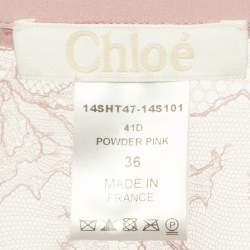 Chloé
14SHT47-14S101
41D
POWDER PINK
36
MADE IN
FRANCE